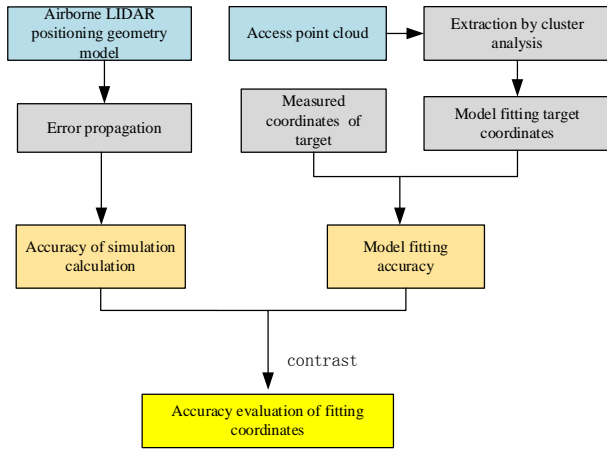 Airborne LIDAR
positioning geometry
model
Access point cloud
Extraction by cluster
analysis
Error propagation
Measured
coordinates of
target
Model fitting target
coordinates
Accuracy of simulation
calculation
Model fitting
accuracy
contrast
Accuracy evaluation of fitting
coordinates